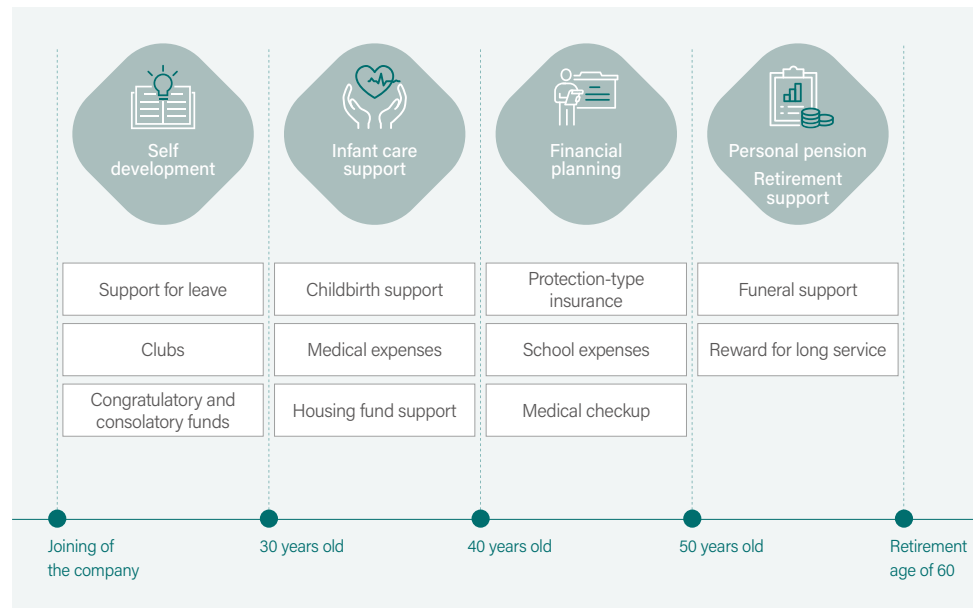 Self
development
Infant care
support
Financial
planning
Personal pension
Retirement
support
Support for leave
Childbirth support
Protection-type
insurance
Funeral support
Clubs
Medical expenses
School expenses
Reward for long service
Congratulatory and
consolatory funds
Housing fund support
Medical checkup
Joining of
the company
30 years old
40 years old
50 years old
Retirement
age of 60